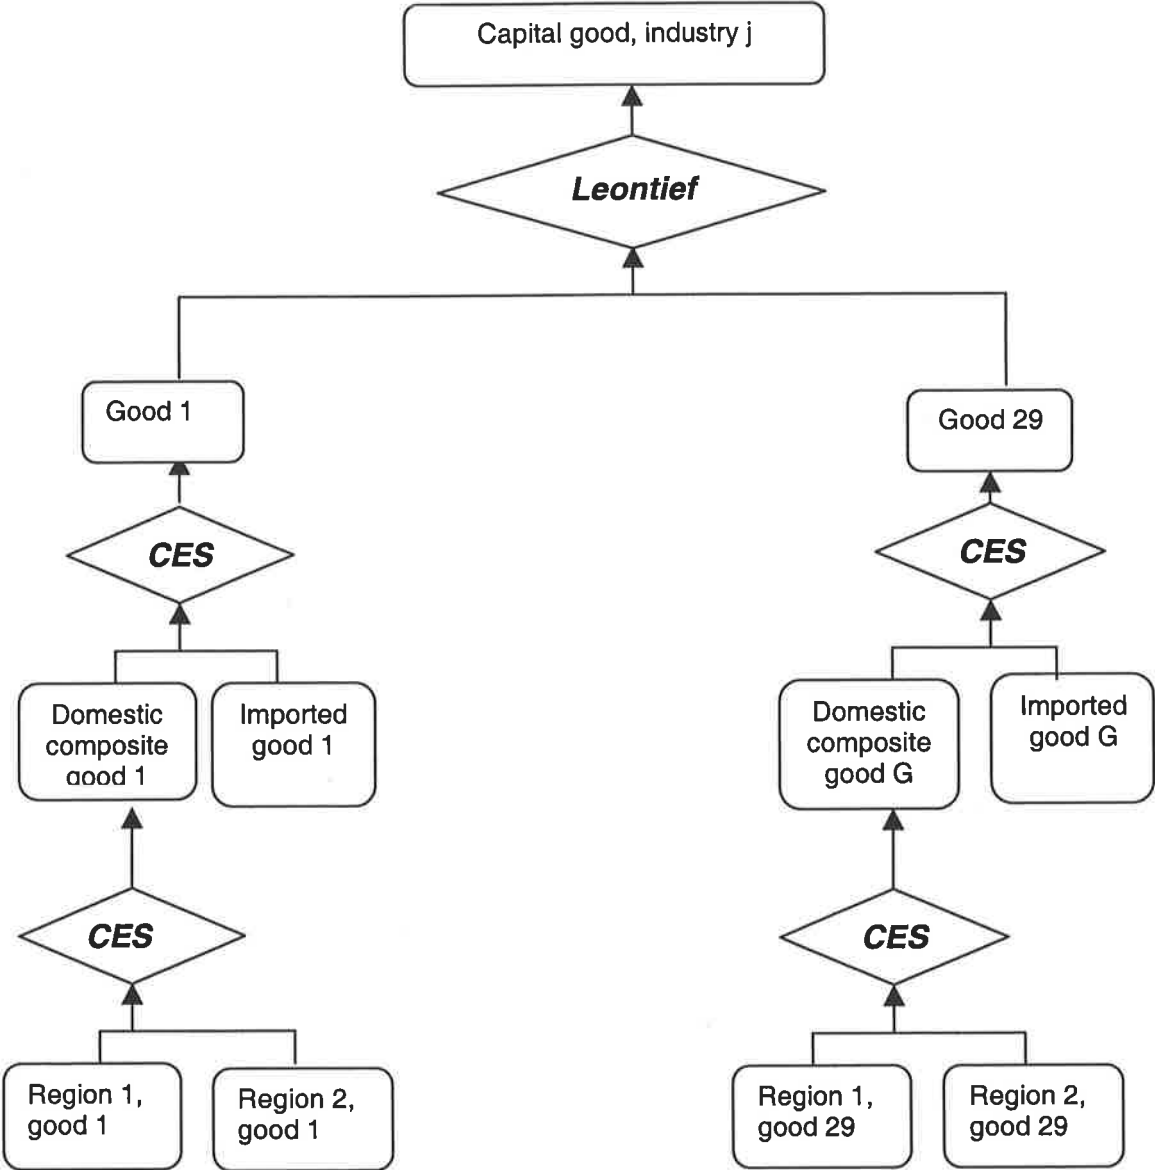 Capital good, industry j
Leontief
Good 1
Good 29
CES
CES
Domestic
composite
good 1
Imported
good 1
Domestic
composite
good G
Imported
good G
CES
CES
Region 1,
good 1
Region 2,
good 1
Region 1,
good 29
Region 2,
good 29